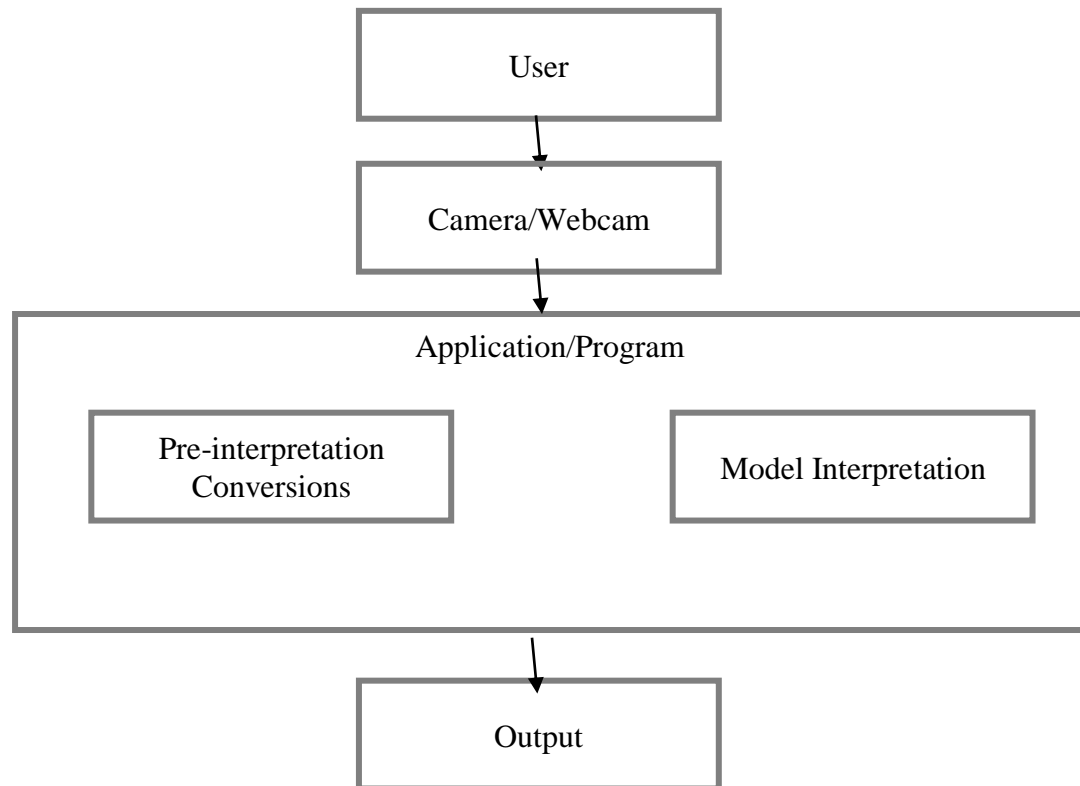 User
Camera/Webcam
Application/Program
Pre-interpretation
Conversions
Model Interpretation
Output